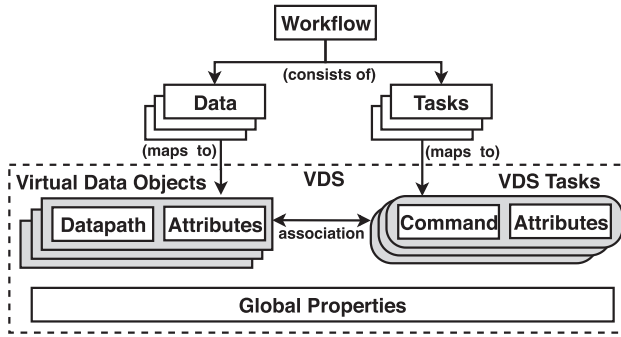 Workflow
(consists of)
Data
Tasks
(maps to)
(maps to)
Virtual Data Objects
VDS
VDS Tasks
Datapath
Attributes
association
Command
Attributes
Global Properties